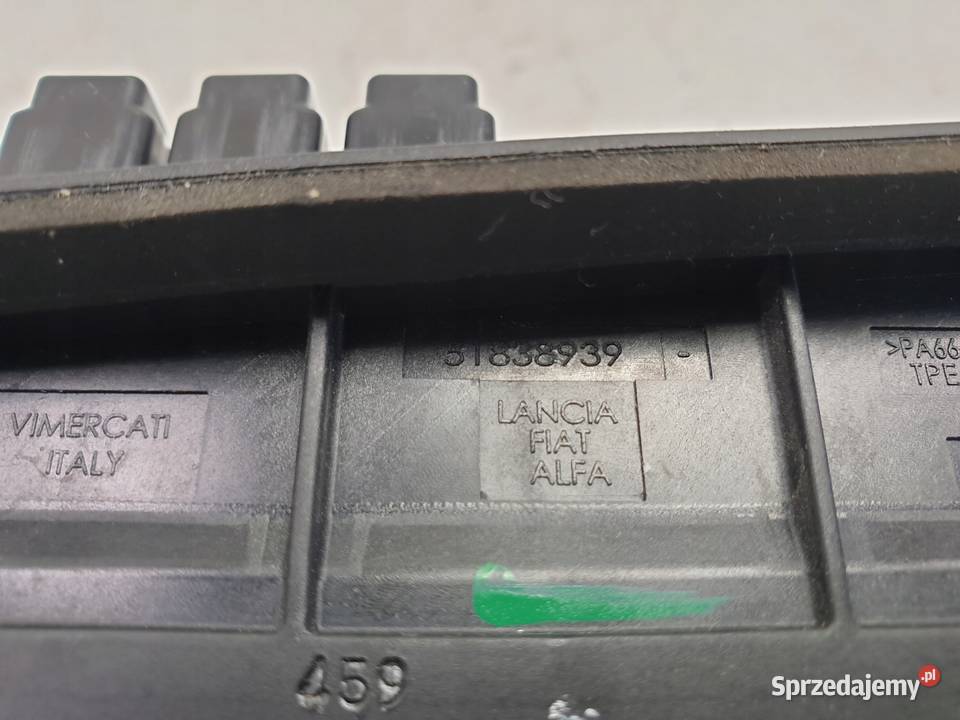 51838939 -
>PA66
TPE
VIMERCATI
ITALY
LANCIA
FIAT
ALFA
459
Sprzedajemy.pl